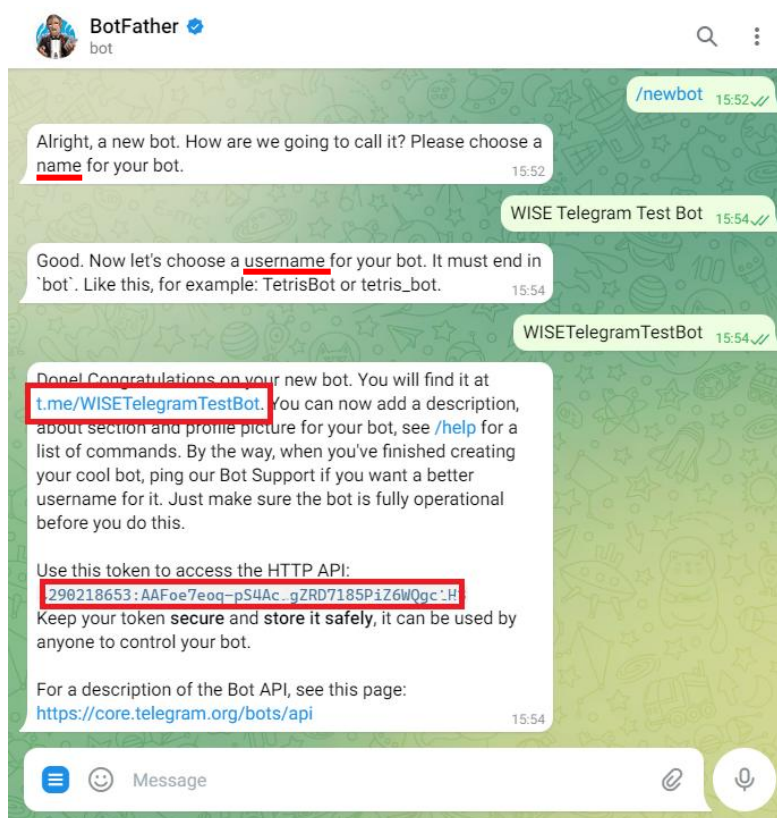 BotFather
bot
/newbot 15:52
Alright, a new bot. How are we going to call it? Please choose a
name for your bot. 15:52
WISE Telegram Test Bot 15:54
Good. Now let's choose a username for your bot. It must end in
`bot`. Like this, for example: TetrisBot or tetris_bot. 15:54
WISETelegramTestBot 15:54
Done! Congratulations on your new bot. You will find it at
t.me/WISETelegramTestBot. You can now add a description,
about section and profile picture for your bot, see /help for a
list of commands. By the way, when you've finished creating
your cool bot, ping our Bot Support if you want a better
username for it. Just make sure the bot is fully operational
before you do this.
Use this token to access the HTTP API:
Keep your token secure and store it safely, it can be used by
anyone to control your bot.
For a description of the Bot API, see this page:
https://core.telegram.org/bots/api 15:54
Message